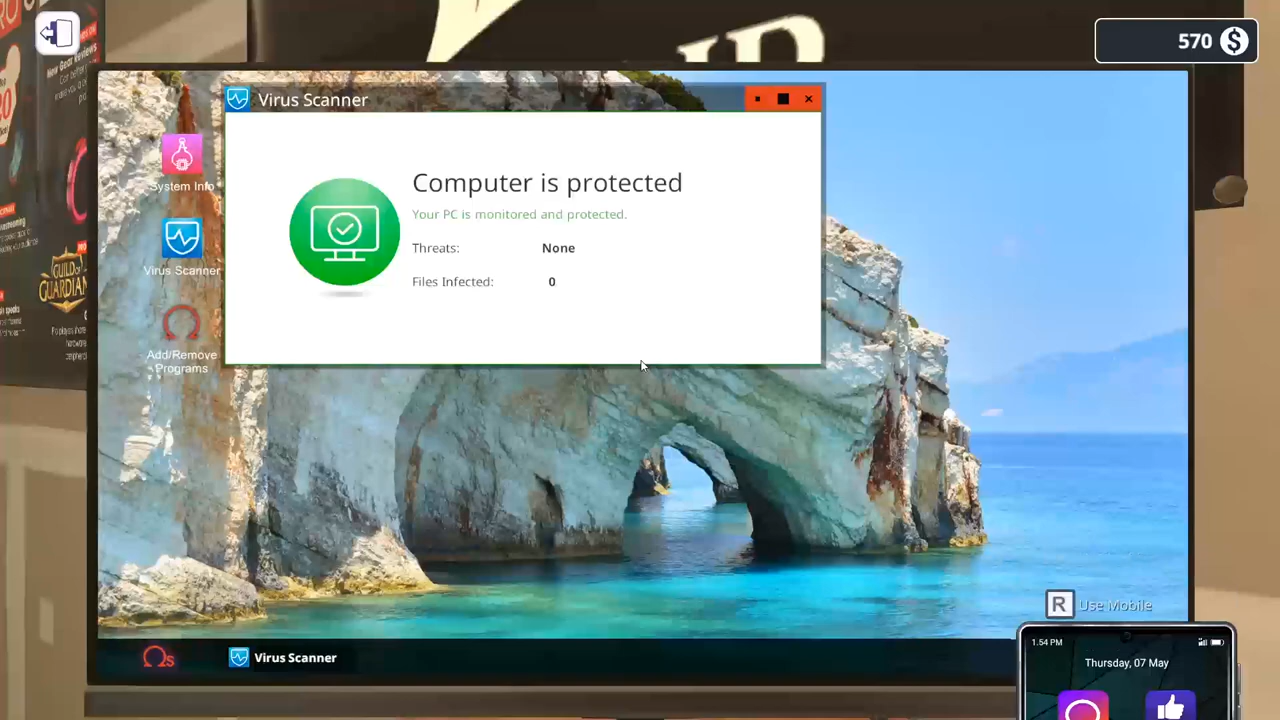 570
Virus Scanner
System Info
Computer is protected
Your PC is monitored and protected.
Virus Scanner
Threats: None
Files Infected: 0
GUILD OF
GUARDIAN
Add/Remove
Programs
R Use Mobile
Virus Scanner
1.54 PM
Thursday, 07 May